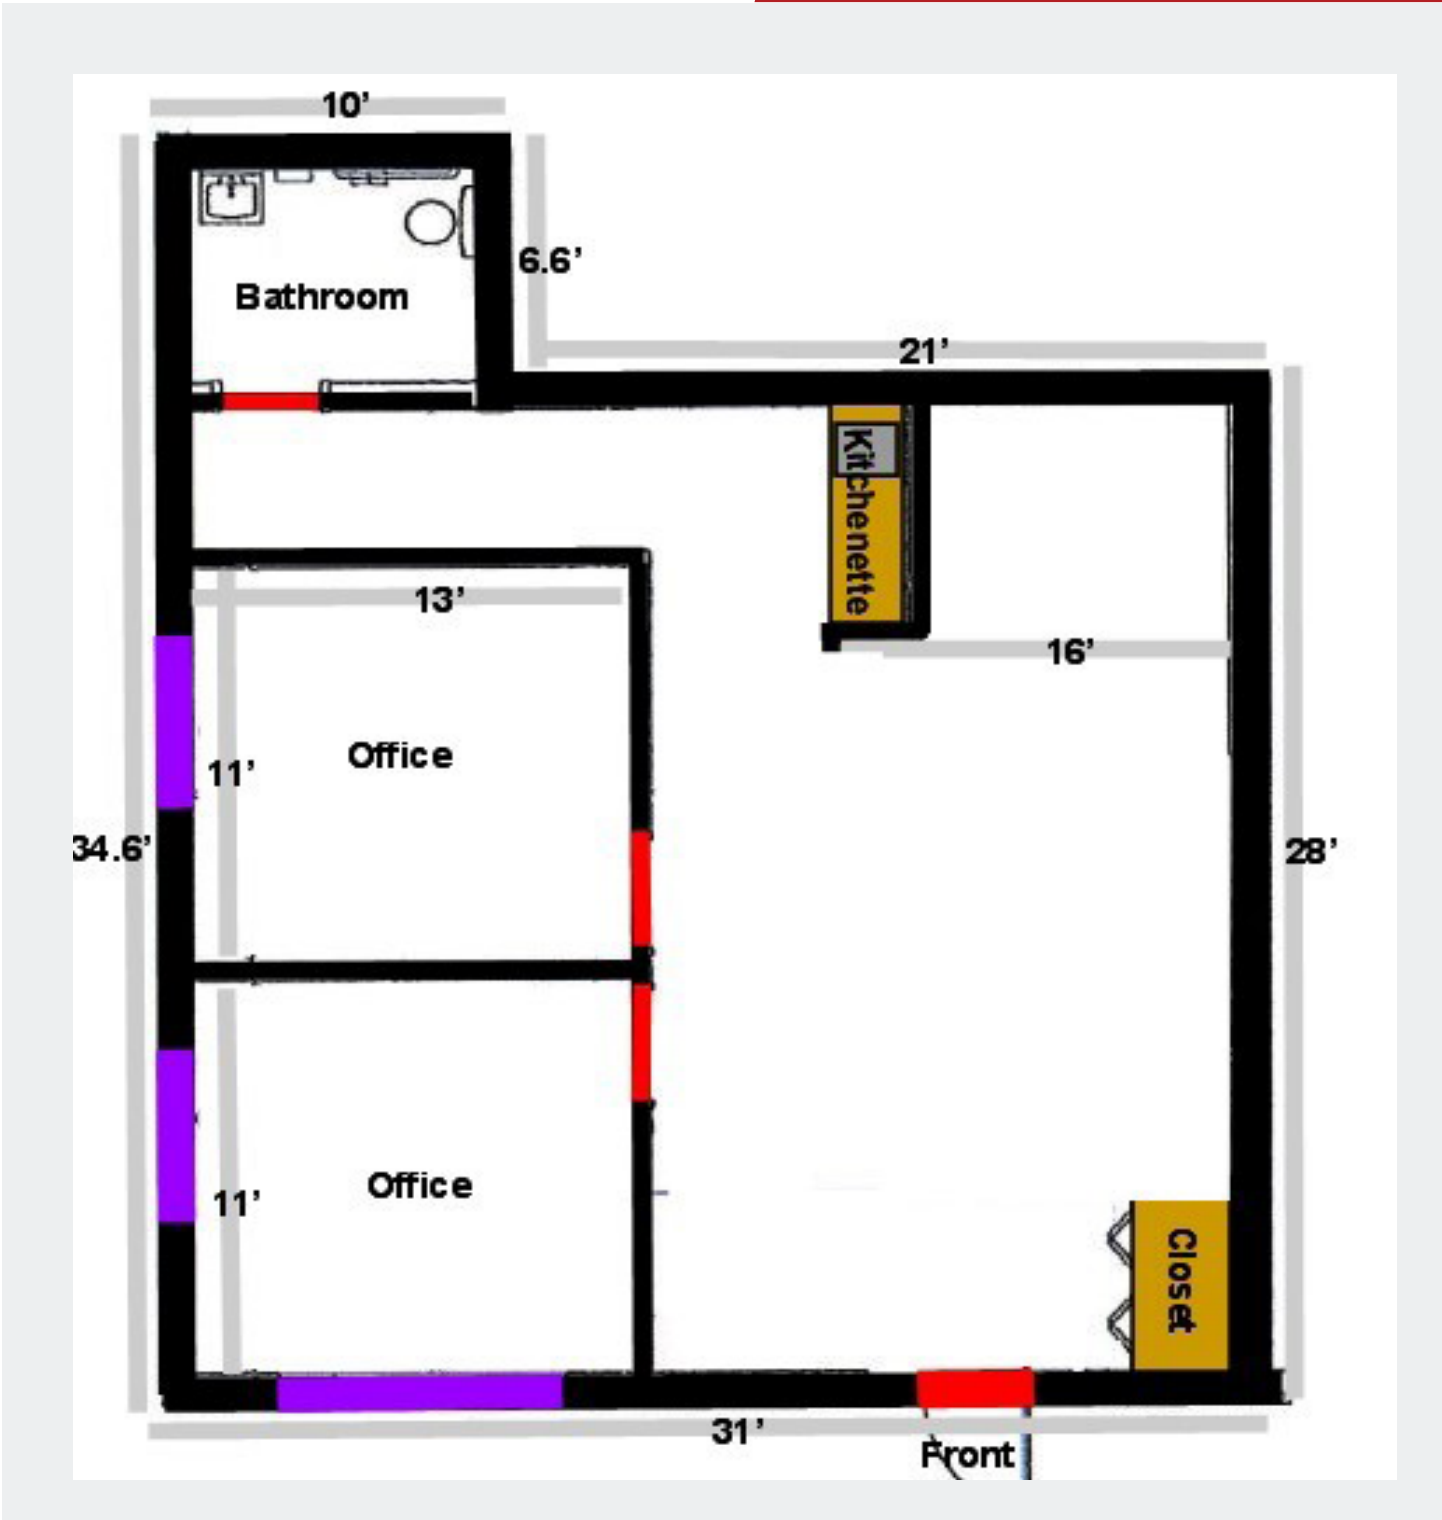 10’
6.6’
Bathroom
21’
Kitchenette
13’
16’
Office
11’
34.6’
28’
Office
11’
Closet
31’
Front